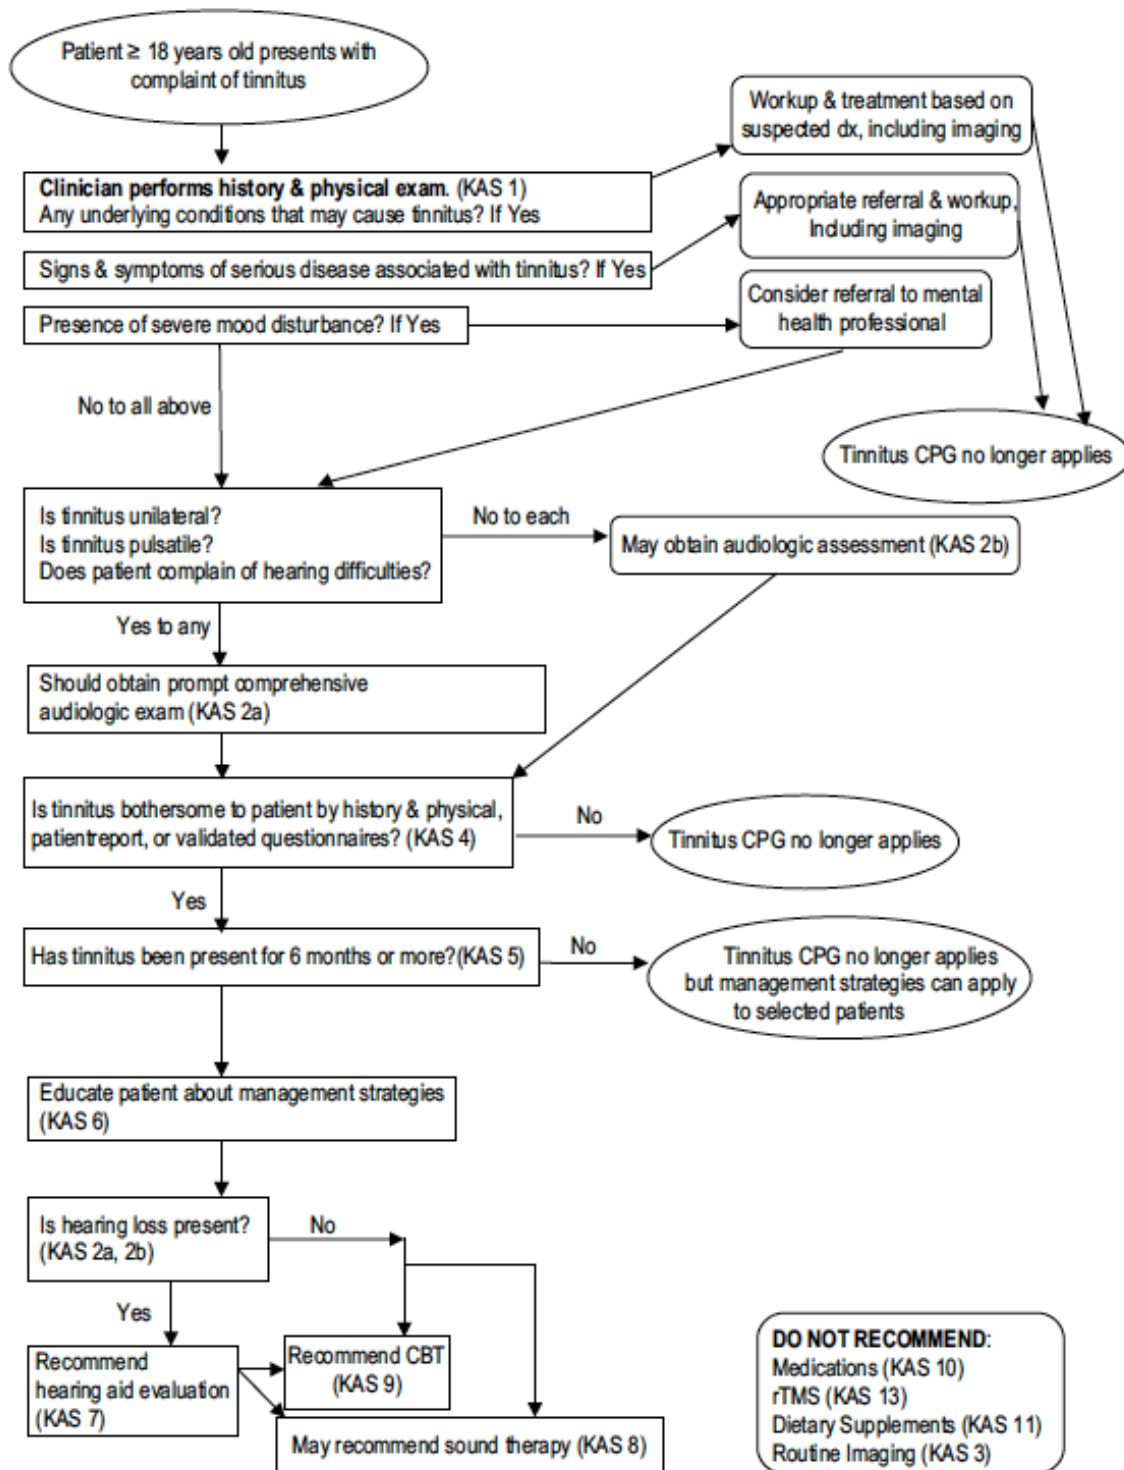 Patient ≥ 18 years old presents with
complaint of tinnitus
Workup & treatment based on
suspected dx, including imaging
Clinician performs history & physical exam. (KAS 1)
Any underlying conditions that may cause tinnitus? If Yes
Appropriate referral & workup,
Including imaging
Signs & symptoms of serious disease associated with tinnitus? If Yes
Consider referral to mental
health professional
Presence of severe mood disturbance? If Yes
No to all above
Tinnitus CPG no longer applies
Is tinnitus unilateral?
Is tinnitus pulsatile?
Does patient complain of hearing difficulties?
No to each
May obtain audiologic assessment (KAS 2b)
Yes to any
Should obtain prompt comprehensive
audiologic exam (KAS 2a)
Is tinnitus bothersome to patient by history & physical,
patientreport, or validated questionnaires? (KAS 4)
No
Tinnitus CPG no longer applies
Yes
Has tinnitus been present for 6 months or more?(KAS 5)
No
Tinnitus CPG no longer applies
but management strategies can apply
to selected patients
Educate patient about management strategies
(KAS 6)
Is hearing loss present?
(KAS 2a, 2b)
No
Yes
Recommend
hearing aid evaluation
(KAS 7)
Recommend CBT
(KAS 9)
May recommend sound therapy (KAS 8)
DO NOT RECOMMEND:
Medications (KAS 10)
rTMS (KAS 13)
Dietary Supplements (KAS 11)
Routine Imaging (KAS 3)